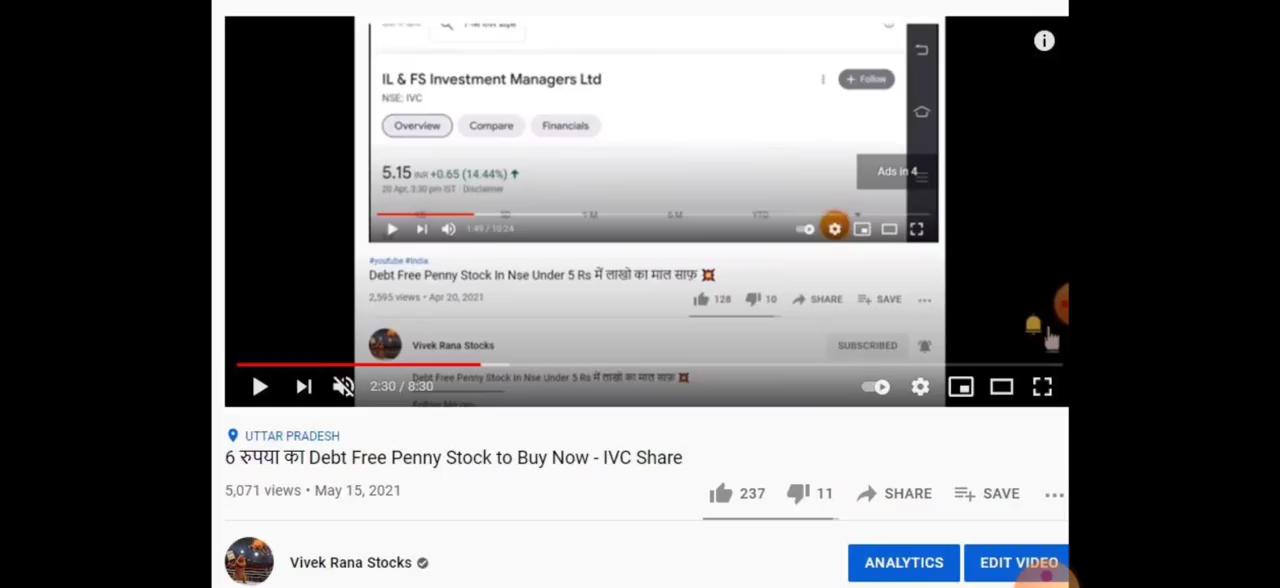 IL & FS Investment Managers Ltd
+ Follow
NSE: IVC
Overview Compare Financials
5.15 INR +0.65 (14.44%) ↑
20 Apr, 3:30 pm IST · Disclaimer
Ads in 4
1 M 6 M YTD
1:49 / 10:24
#youtube #India
Debt Free Penny Stock In Nse Under 5 Rs में लाखो का माल साफ़ 💥
2,595 views • Apr 20, 2021
128 10 SHARE SAVE ...
Vivek Rana Stocks
SUBSCRIBED
Debt Free Penny Stock In Nse Under 5 Rs में लाखो का माल साफ़ 💥
2:30 / 8:30
UTTAR PRADESH
6 रुपया का Debt Free Penny Stock to Buy Now - IVC Share
5,071 views • May 15, 2021
237 11 SHARE SAVE ...
Vivek Rana Stocks
ANALYTICS EDIT VIDEO